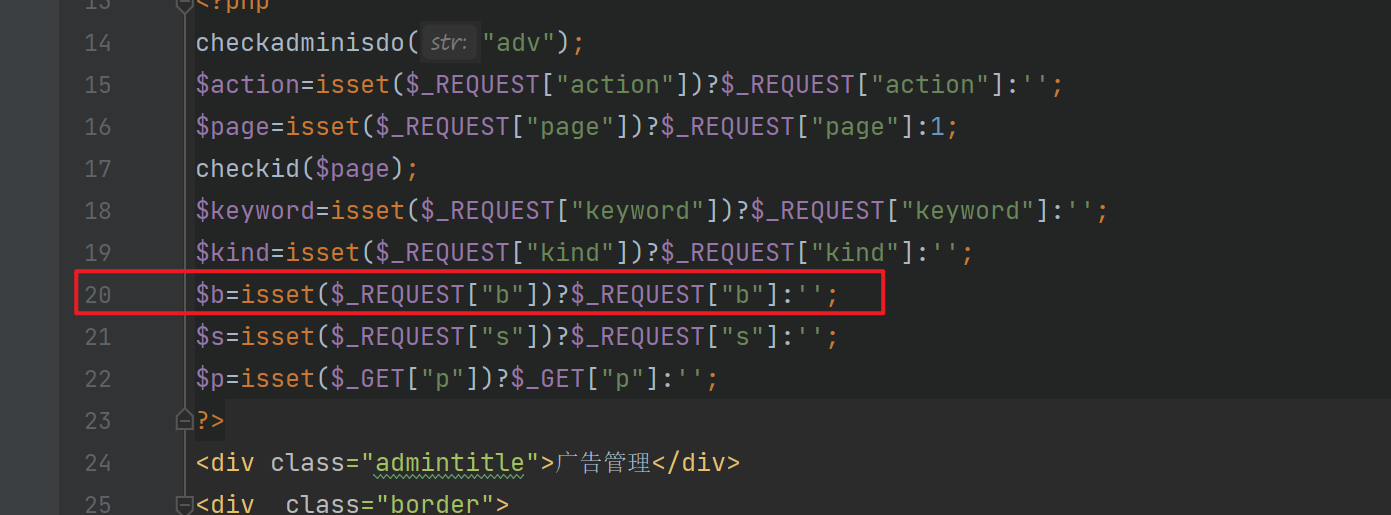 13 <?php
14 checkadminisdo( str: "adv");
15 $action=isset($_REQUEST["action"])?$_REQUEST["action"]:'';
16 $page=isset($_REQUEST["page"])?$_REQUEST["page"]:1;
17 checkid($page);
18 $keyword=isset($_REQUEST["keyword"])?$_REQUEST["keyword"]:'';
19 $kind=isset($_REQUEST["kind"])?$_REQUEST["kind"]:'';
20 $b=isset($_REQUEST["b"])?$_REQUEST["b"]:'';
21 $s=isset($_REQUEST["s"])?$_REQUEST["s"]:'';
22 $p=isset($_GET["p"])?$_GET["p"]:'';
23 ?>
24 <div class="admintitle">广告管理</div>
25 <div  class="border">